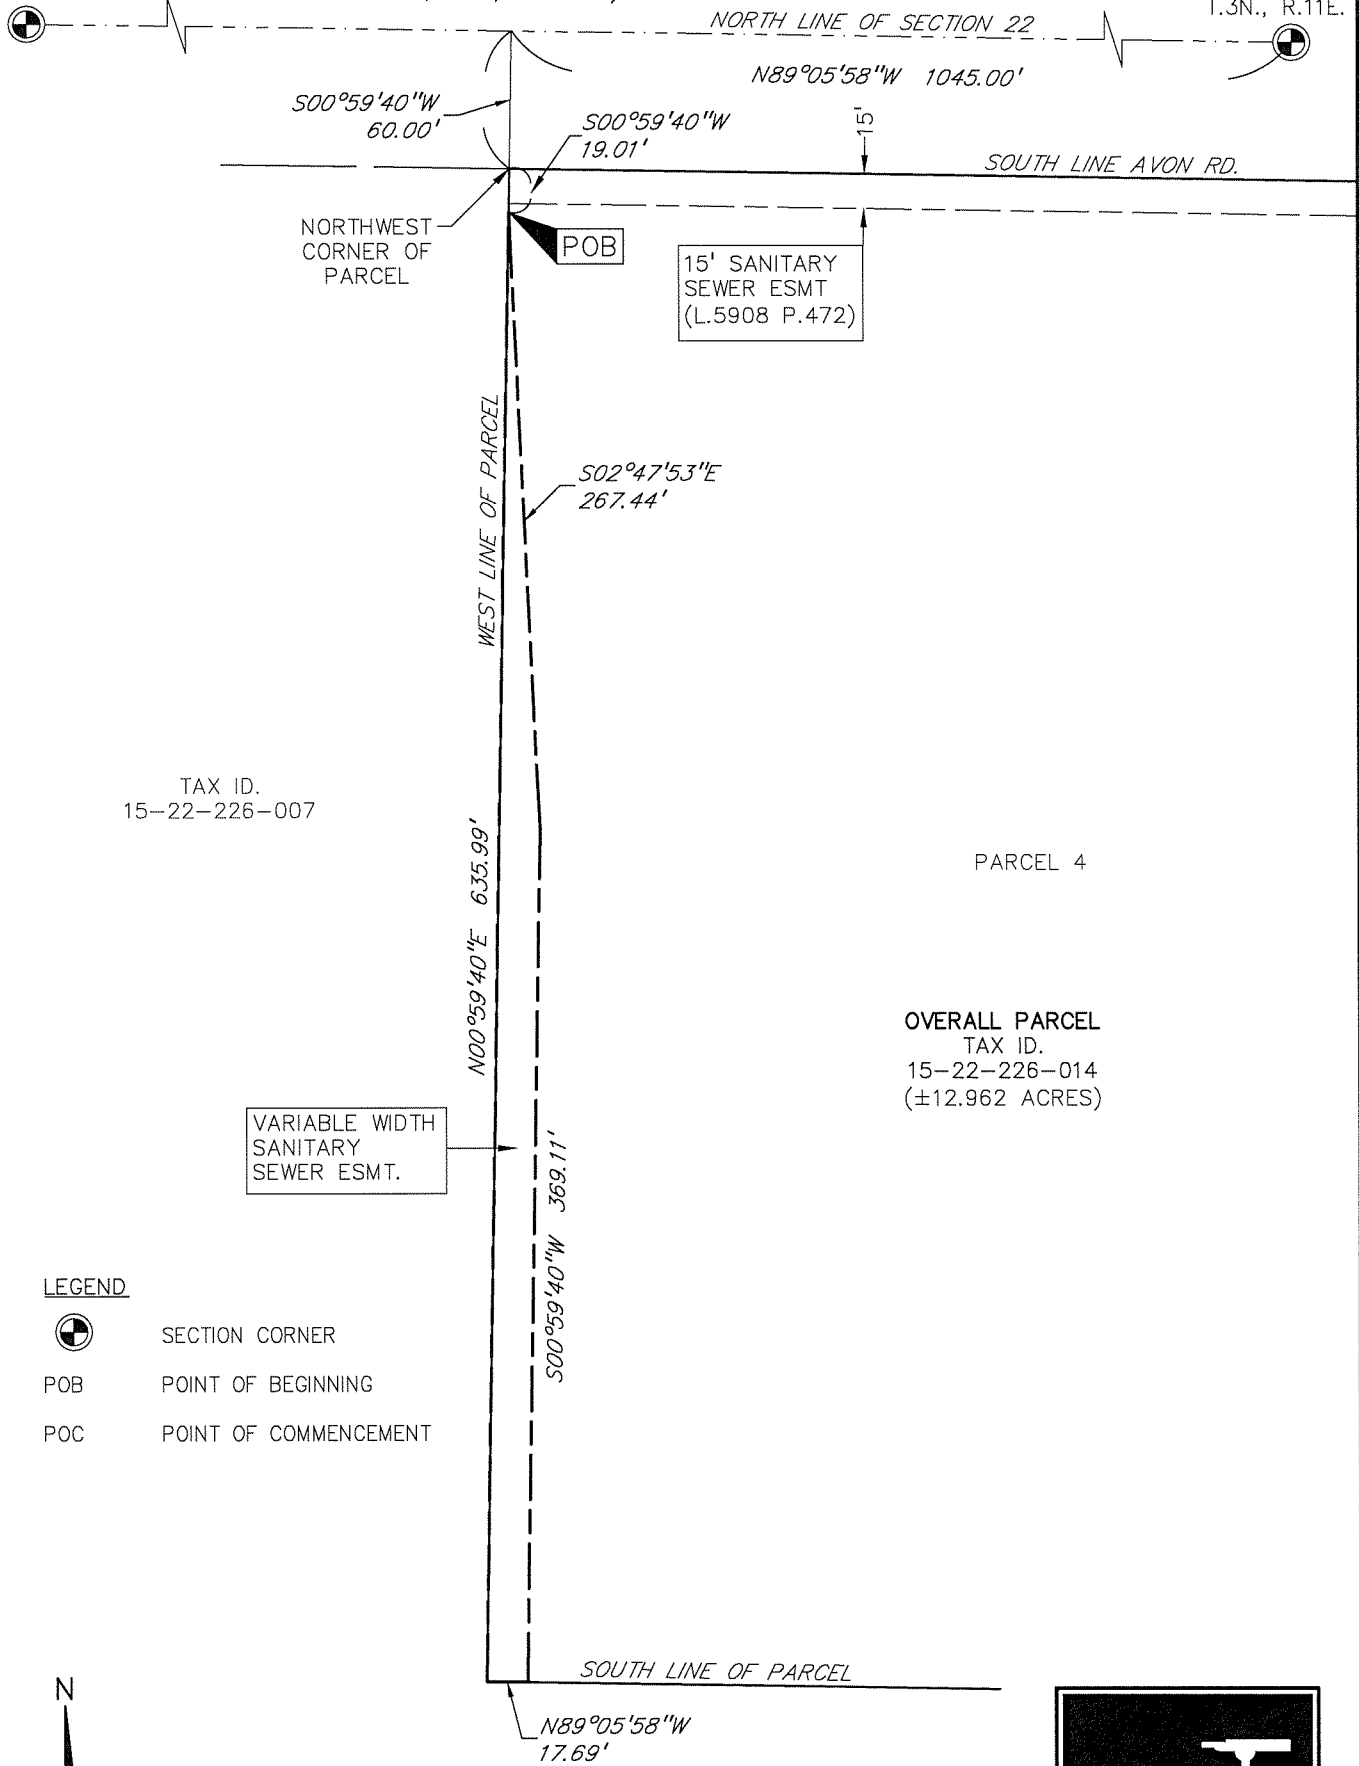 T.3N., R.11E.
NORTH LINE OF SECTION 22
N89°05'58"W 1045.00'
S00°59'40"W
60.00'
S00°59'40"W
19.01'
15'
SOUTH LINE AVON RD.
NORTHWEST
CORNER OF
PARCEL
POB
15' SANITARY
SEWER ESMT
(L.5908 P.472)
WEST LINE OF PARCEL
S02°47'53"E
267.44'
TAX ID.
15-22-226-007
N00°59'40"E 635.99'
PARCEL 4
OVERALL PARCEL
TAX ID.
15-22-226-014
(±12.962 ACRES)
VARIABLE WIDTH
SANITARY
SEWER ESMT.
S00°59'40"W 369.11'
LEGEND
SECTION CORNER
POB POINT OF BEGINNING
POC POINT OF COMMENCEMENT
SOUTH LINE OF PARCEL
N
N89°05'58"W
17.69'